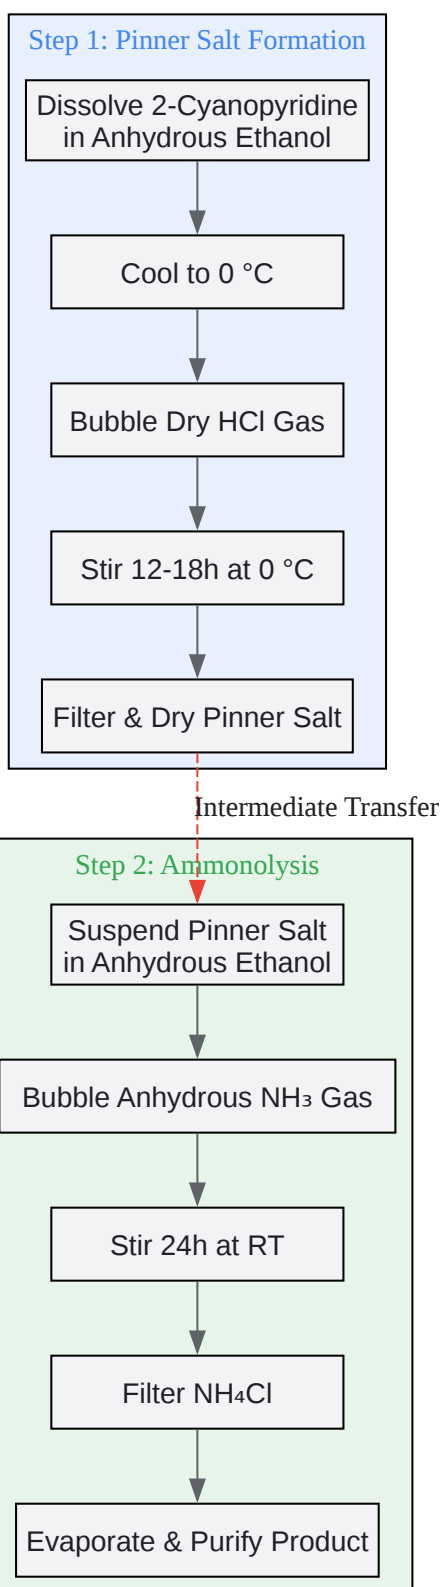 Step 1: Pinner Salt Formation
Dissolve 2-Cyanopyridine
in Anhydrous Ethanol
Cool to 0 °C
Bubble Dry HCl Gas
Stir 12-18h at 0 °C
Filter & Dry Pinner Salt
Intermediate Transfer
Step 2: Ammonolysis
Suspend Pinner Salt
in Anhydrous Ethanol
Bubble Anhydrous NH₃ Gas
Stir 24h at RT
Filter NH₄Cl
Evaporate & Purify Product